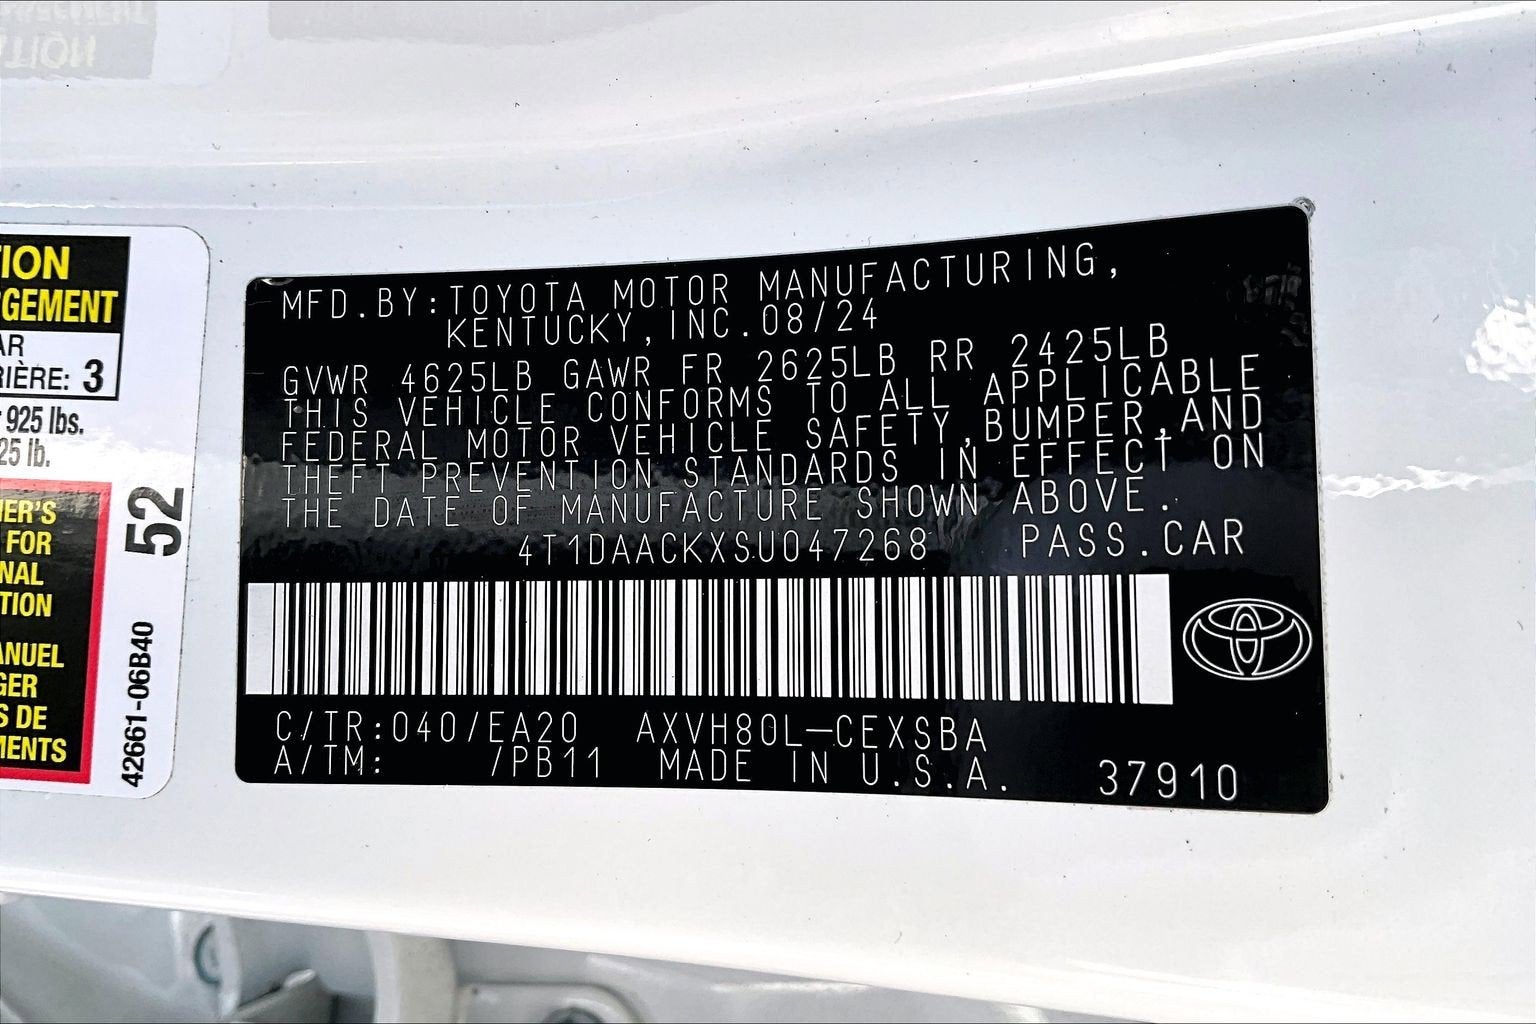 TION
GEMENT
AR
RIÈRE: 3
925 lbs.
25 lb.
ER'S
FOR
NAL
TION
ANUEL
GER
S DE
MENTS
52
42661-06B40
MFD.BY:TOYOTA MOTOR MANUFACTURING,
KENTUCKY,INC.08/24
GVWR 4625LB GAWR FR 2625LB RR 2425LB
THIS VEHICLE CONFORMS TO ALL APPLICABLE
FEDERAL MOTOR VEHICLE SAFETY,BUMPER,AND
THEFT PREVENTION STANDARDS IN EFFECT ON
THE DATE OF MANUFACTURE SHOWN ABOVE.
4T1DAACKXSU047268 PASS.CAR
C/TR:040/EA20 AXVH80L-CEXSBA
A/TM: /PB11 MADE IN U.S.A. 37910